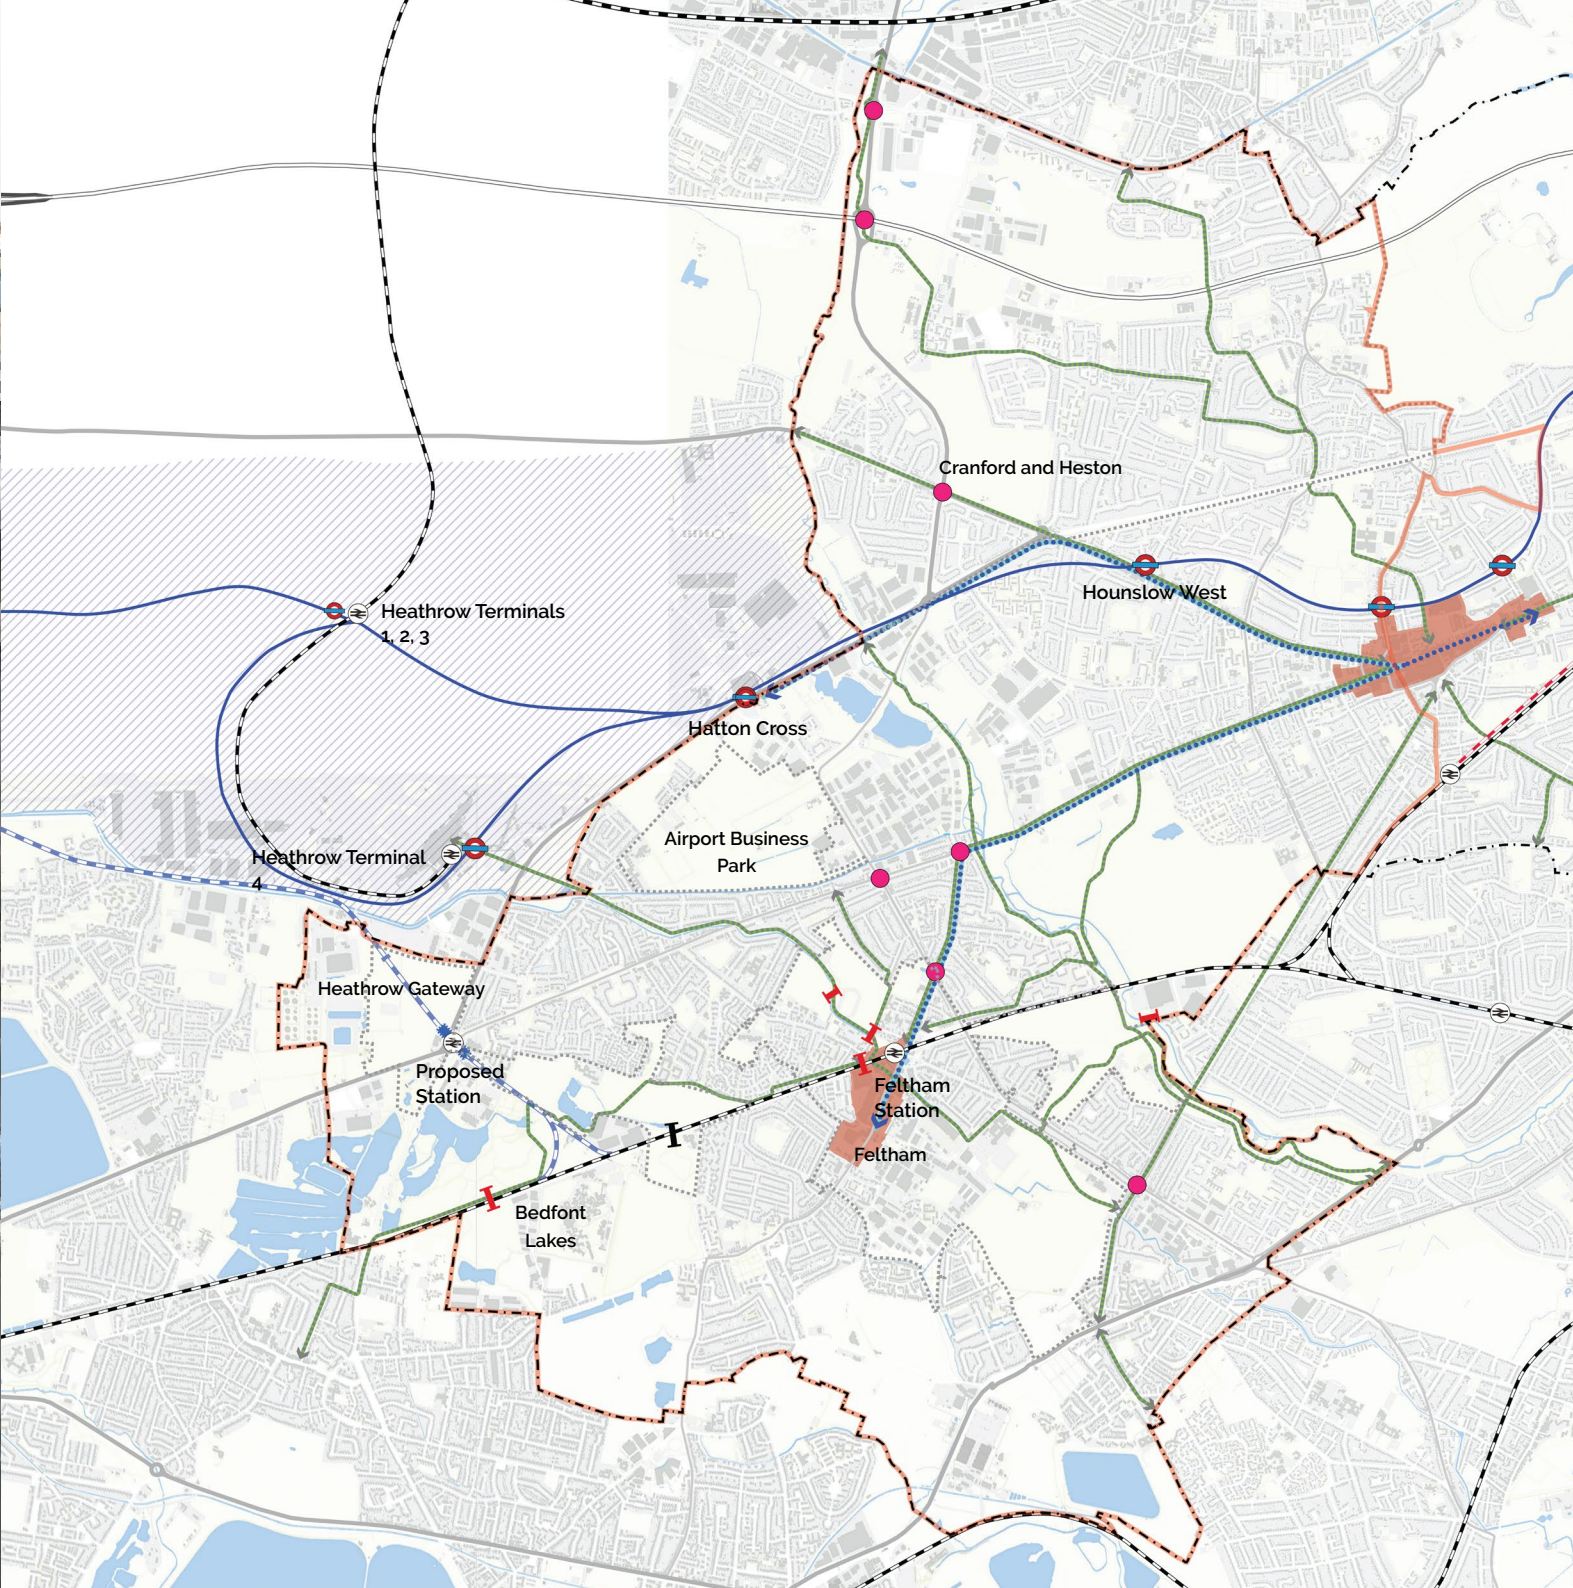 Cranford and Heston
Hounslow West
Heathrow Terminals
1, 2, 3
Hatton Cross
Airport Business
Park
Heathrow Terminal
4
Heathrow Gateway
Proposed
Station
Feltham
Station
Feltham
Bedfont
Lakes